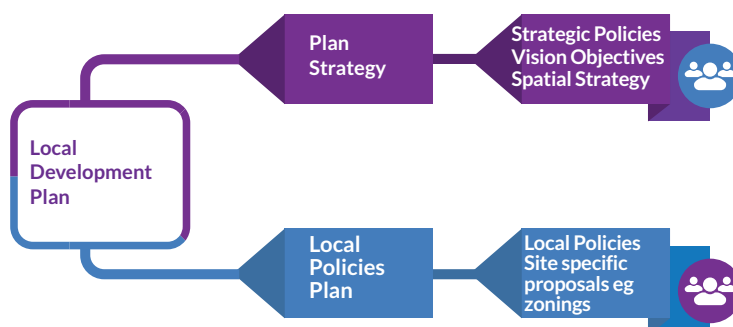 Local
Development
Plan
Plan
Strategy
Strategic Policies
Vision Objectives
Spatial Strategy
Local
Policies
Plan
Local Policies
Site specific
proposals eg
zonings